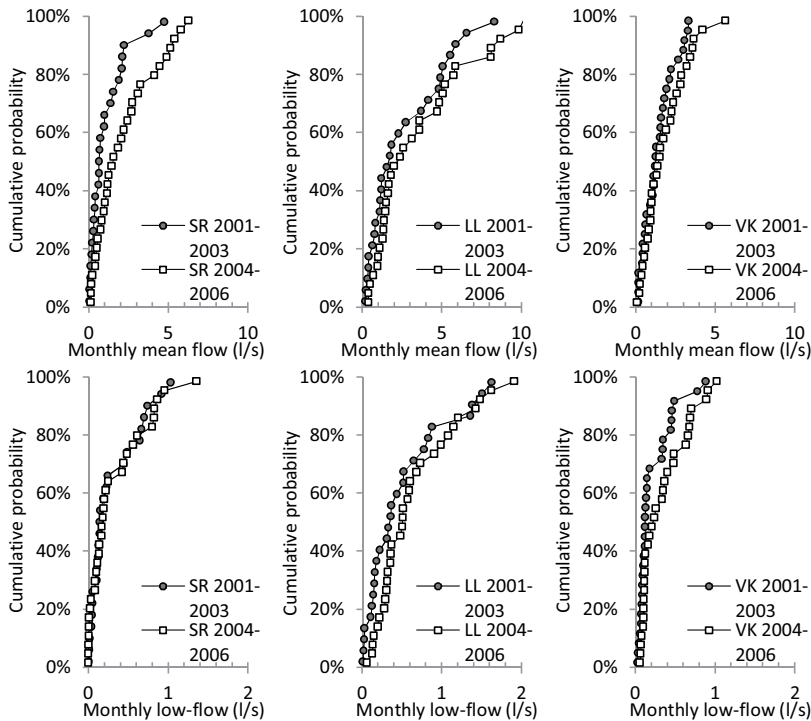 Cumulative probability
100%
80%
60%
40%
20%
0%
SR 2001-
2003
SR 2004-
2006
0 5 10
Monthly mean flow (l/s)
Cumulative probability
100%
80%
60%
40%
20%
0%
LL 2001-
2003
LL 2004-
2006
0 5 10
Monthly mean flow (l/s)
Cumulative probability
100%
80%
60%
40%
20%
0%
VK 2001-
2003
VK 2004-
2006
0 5 10
Monthly mean flow (l/s)
Cumulative probability
100%
80%
60%
40%
20%
0%
SR 2001-
2003
SR 2004-
2006
0 1 2
Monthly low-flow (l/s)
Cumulative probability
100%
80%
60%
40%
20%
0%
LL 2001-
2003
LL 2004-
2006
0 1 2
Monthly low-flow (l/s)
Cumulative probability
100%
80%
60%
40%
20%
0%
VK 2001-
2003
VK 2004-
2006
0 1 2
Monthly low-flow (l/s)